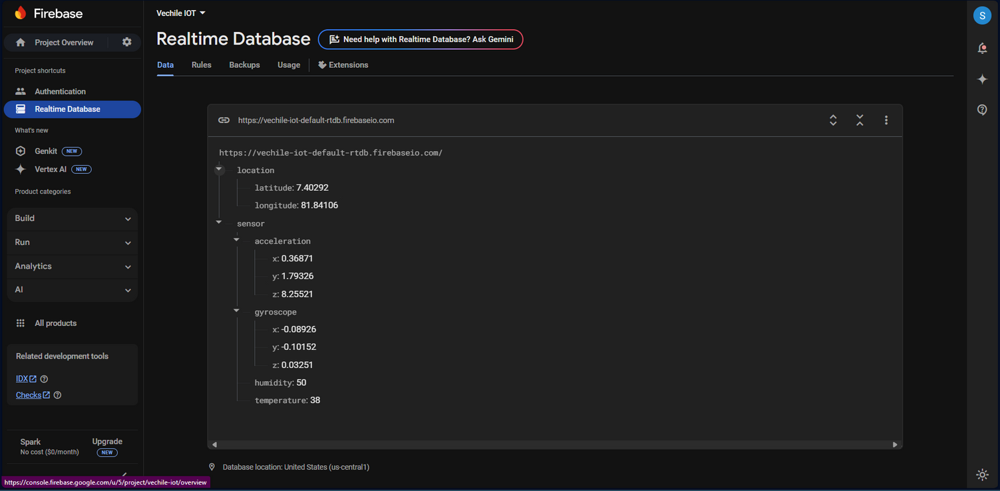 Firebase
Project Overview
Project shortcuts
Authentication
Realtime Database
What's new
Genkit NEW
Vertex AI NEW
Product categories
Build
Run
Analytics
AI
All products
Related development tools
IDX
Checks
Spark
No cost ($0/month)
Upgrade
NEW
https://console.firebase.google.com/u/5/project/vechile-iot/overview
Vechile IOT
Realtime Database
Need help with Realtime Database? Ask Gemini
Data Rules Backups Usage Extensions
https://vechile-iot-default-rtdb.firebaseio.com
https://vechile-iot-default-rtdb.firebaseio.com/
location
latitude: 7.40292
longitude: 81.84106
sensor
acceleration
x: 0.36871
y: 1.79326
z: 8.25521
gyroscope
x: -0.08926
y: -0.10152
z: 0.03251
humidity: 50
temperature: 38
Database location: United States (us-central1)
S